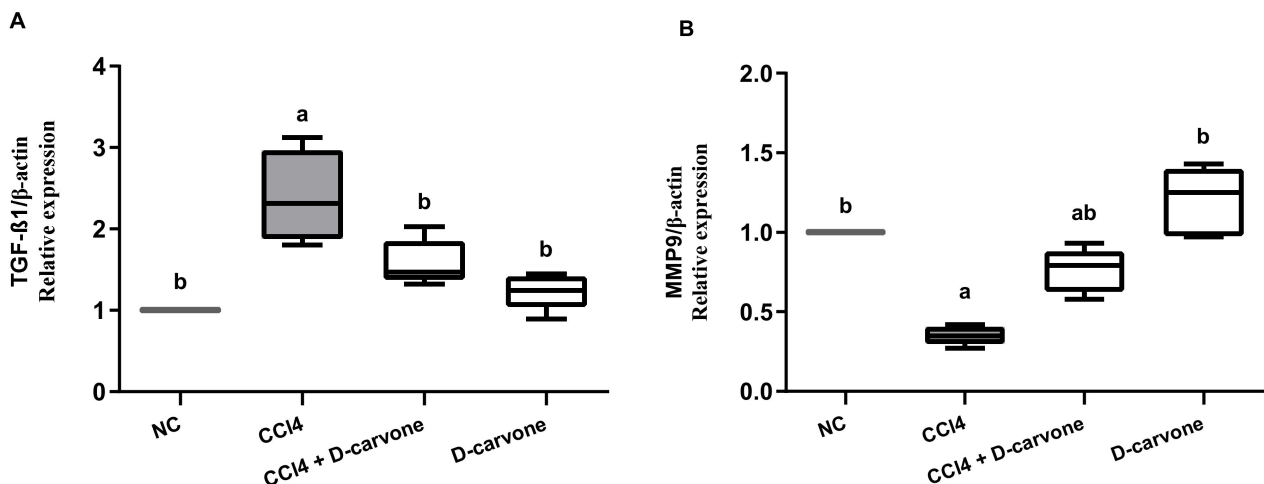 A
TGF-ß1/β-actin
Relative expression
4
3
2
1
0
b
a
b
b
NC
CCl4
CCl4 + D-carvone
D-carvone
B
MMP9/β-actin
Relative expression
2.0
1.5
1.0
0.5
0.0
b
a
ab
b
NC
CCl4
CCl4 + D-carvone
D-carvone